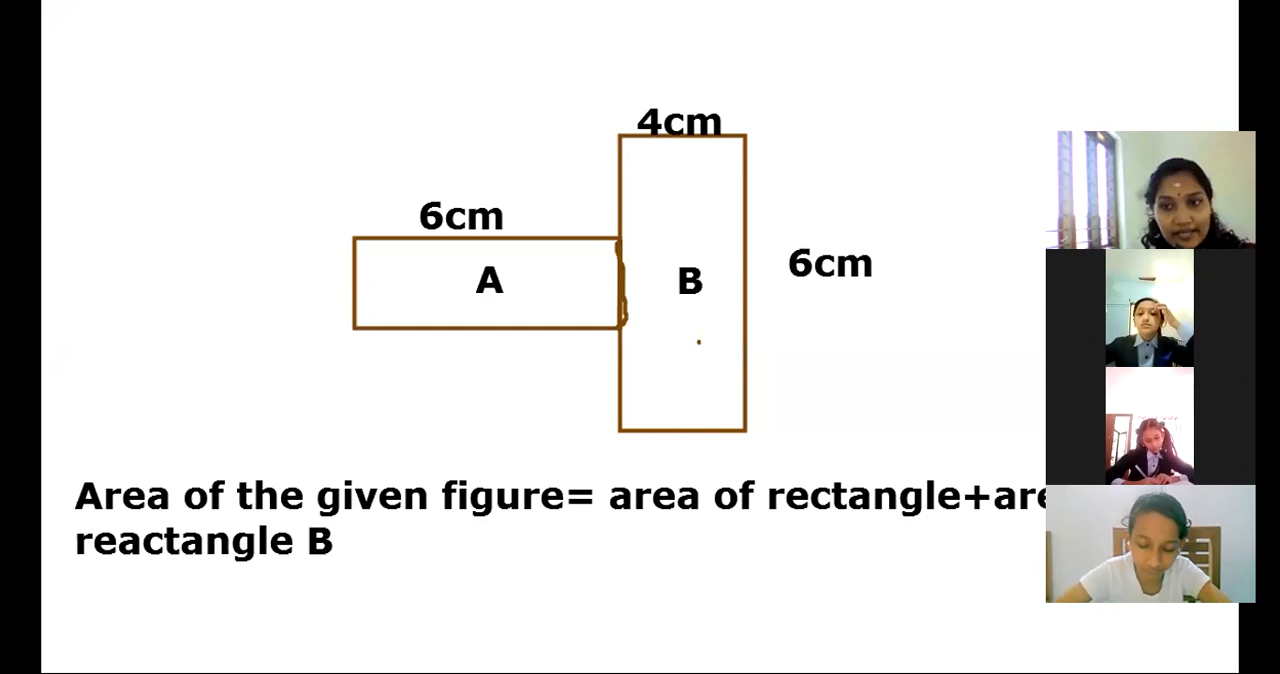 4cm
6cm
A
B
6cm
Area of the given figure= area of rectangle+are
reactangle B